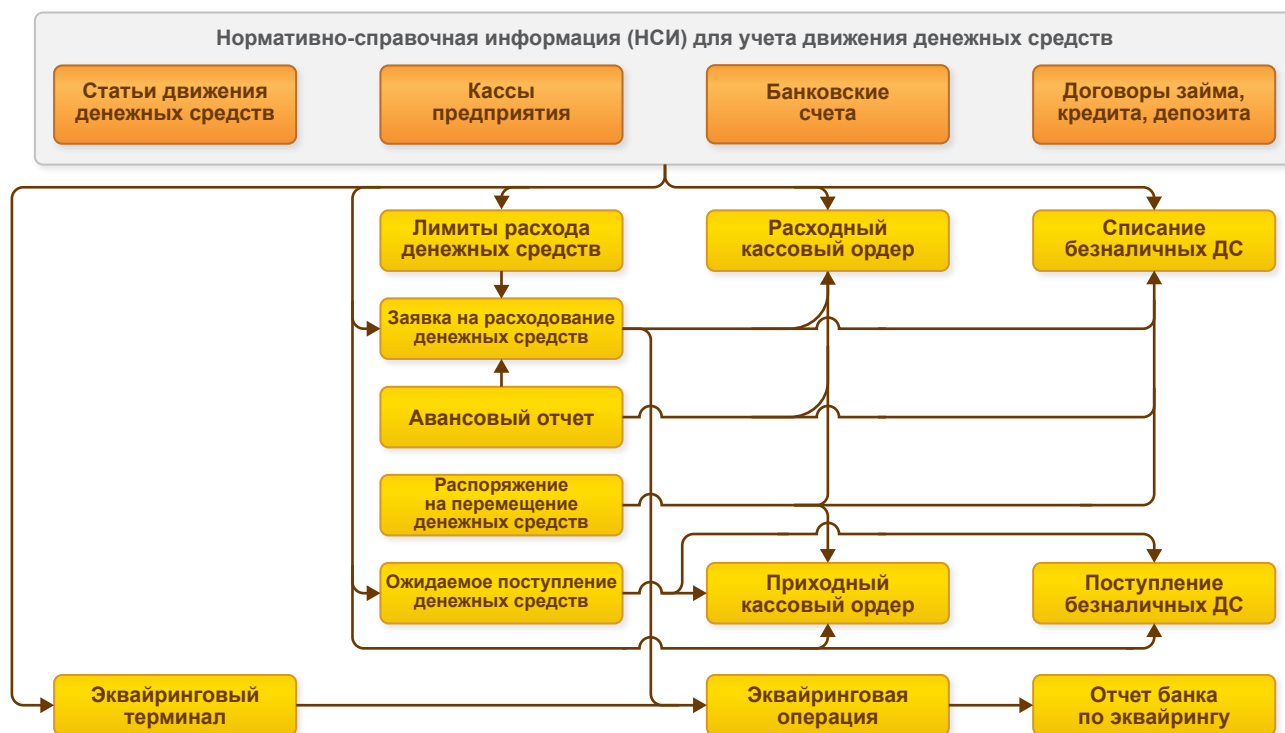 Нормативно-справочная информация (НСИ) для учета движения денежных средств
Статьи движения
денежных средств
Кассы
предприятия
Банковские
счета
Договоры займа,
кредита, депозита
Лимиты расхода
денежных средств
Расходный
кассовый ордер
Списание
безналичных ДС
Заявка на расходование
денежных средств
Авансовый отчет
Распоряжение
на перемещение
денежных средств
Ожидаемое поступление
денежных средств
Приходный
кассовый ордер
Поступление
безналичных ДС
Эквайринговый
терминал
Эквайринговая
операция
Отчет банка
по эквайрингу